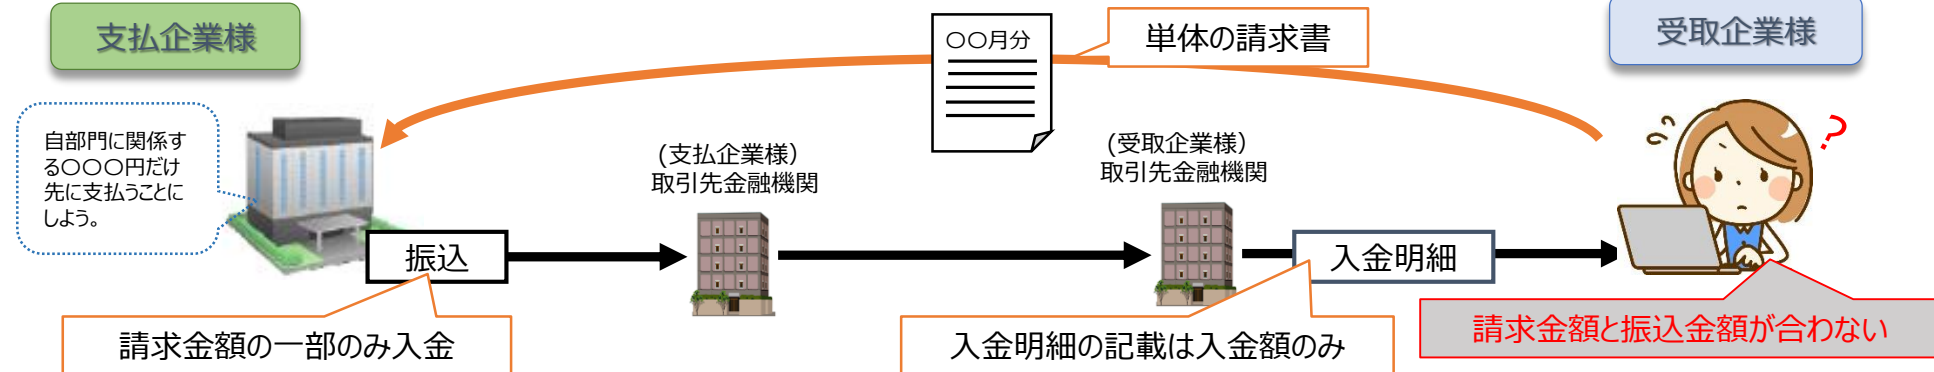 支払企業様
〇〇月分
単体の請求書
受取企業様
自部門に関係す
る〇〇〇円だけ
先に支払うことに
しよう。
(支払企業様)
取引先金融機関
(受取企業様)
取引先金融機関
?
振込
入金明細
請求金額の一部のみ入金
入金明細の記載は入金額のみ
請求金額と振込金額が合わない